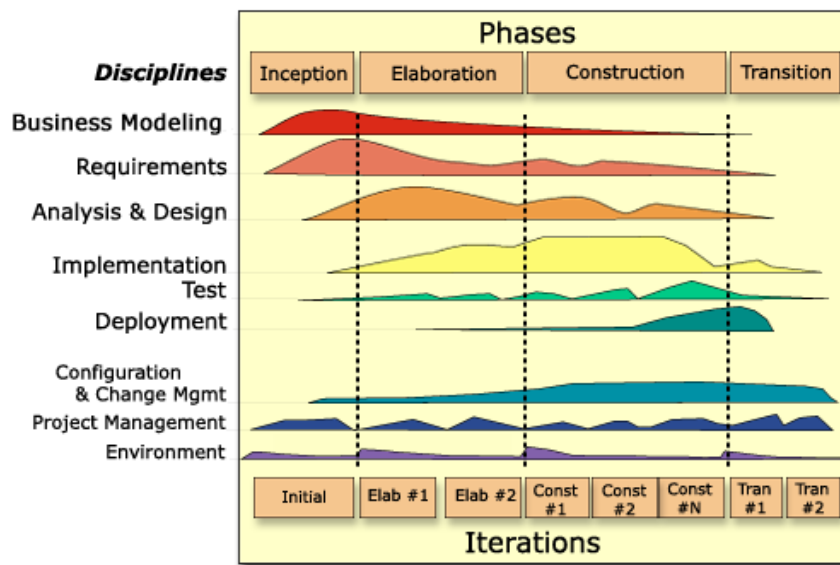 Phases
Disciplines
Inception
Elaboration
Construction
Transition
Business Modeling
Requirements
Analysis & Design
Implementation
Test
Deployment
Configuration
& Change Mgmt
Project Management
Environment
Initial
Elab #1
Elab #2
Const
#1
Const
#2
Const
#N
Tran
#1
Tran
#2
Iterations